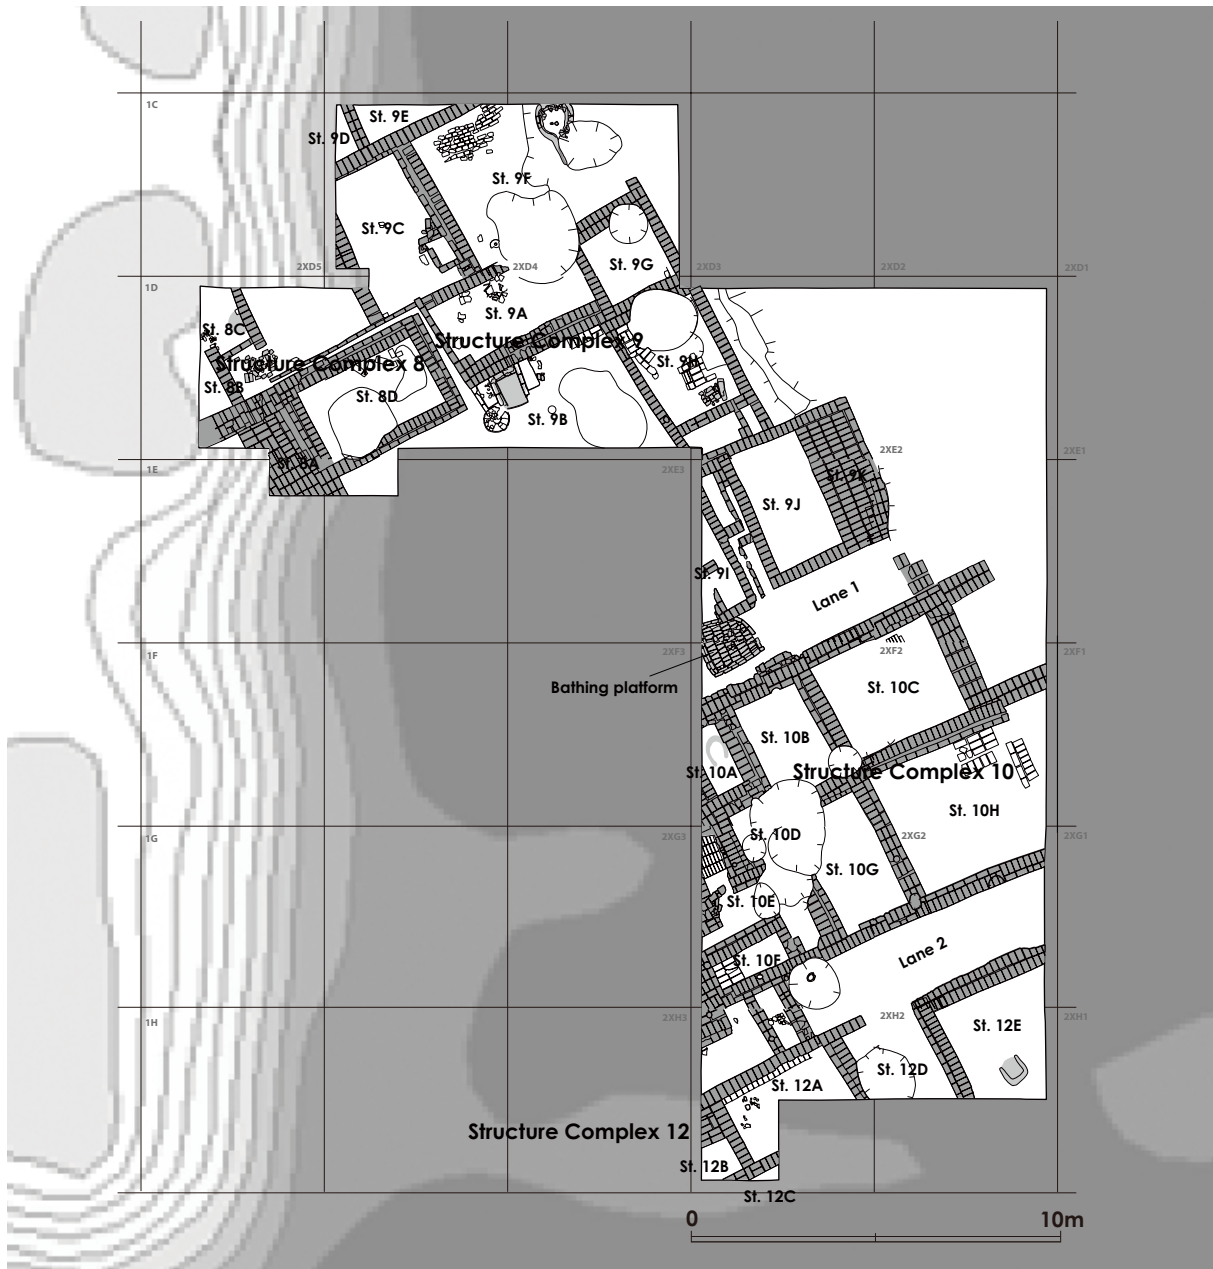 1C
St. 9E
St. 9D
St. 9F
St. 9C
2XD5
2XD4
St. 9G
2XD3
2XD2
2XD1
1D
St. 9A
St. 8C
Structure Complex 9
Structure Complex 8
St. 9H
St. 8B
St. 8D
St. 9B
2XE2
2XE1
St. 8A
1E
2XE3
St. 9K
St. 9J
St. 9I
Lane 1
1F
2XF3
2XF2
2XF1
Bathing platform
St. 10C
St. 10B
St. 10A
Structure Complex 10
St. 10H
1G
2XG3
St. 10D
2XG2
2XG1
St. 10G
St. 10E
Lane 2
St. 10F
1H
2XH3
2XH2
2XH1
St. 12E
St. 12D
St. 12A
Structure Complex 12
St. 12B
St. 12C
0
10m